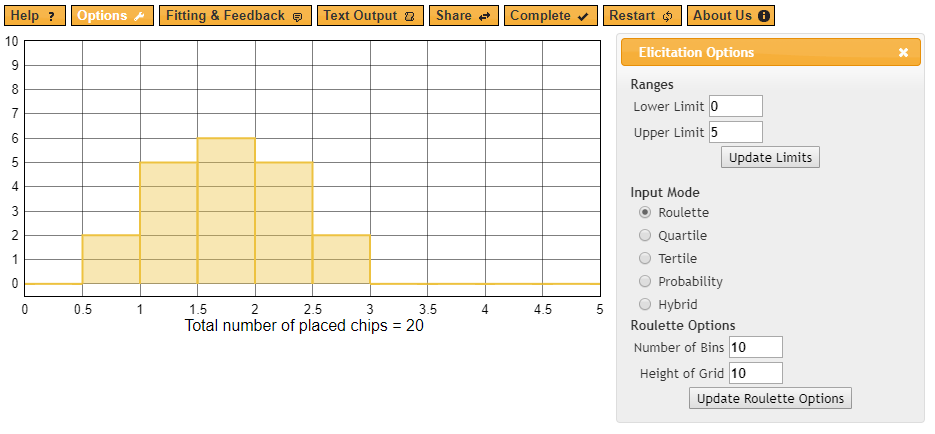 Help ?
Options
Fitting & Feedback
Text Output
Share
Complete
Restart
About Us
10
9
8
7
6
5
4
3
2
1
0
0 0.5 1 1.5 2 2.5 3 3.5 4 4.5 5
Total number of placed chips = 20
Elicitation Options
Ranges
Lower Limit 0
Upper Limit 5
Update Limits
Input Mode
Roulette
Quartile
Tertile
Probability
Hybrid
Roulette Options
Number of Bins 10
Height of Grid 10
Update Roulette Options